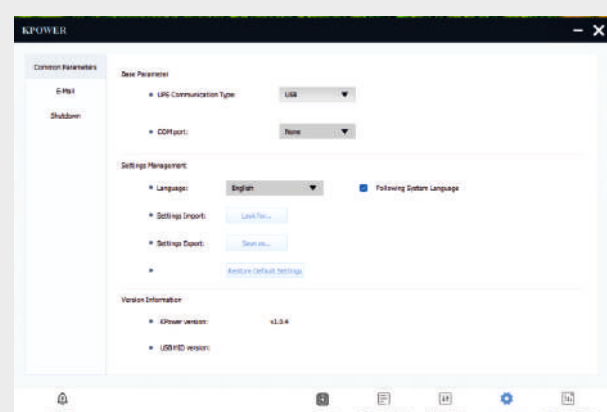 KPOWER
Common Parameters
E-Mail
Shutdown
Base Parameter
UPS Communication Type: USB
COM port: None
Settings Management
Language: English Following System Language
Settings Import: Look for...
Settings Export: Save as...
Restore Default Settings
Version Information
KPower version: v1.0.4
USBHID version: